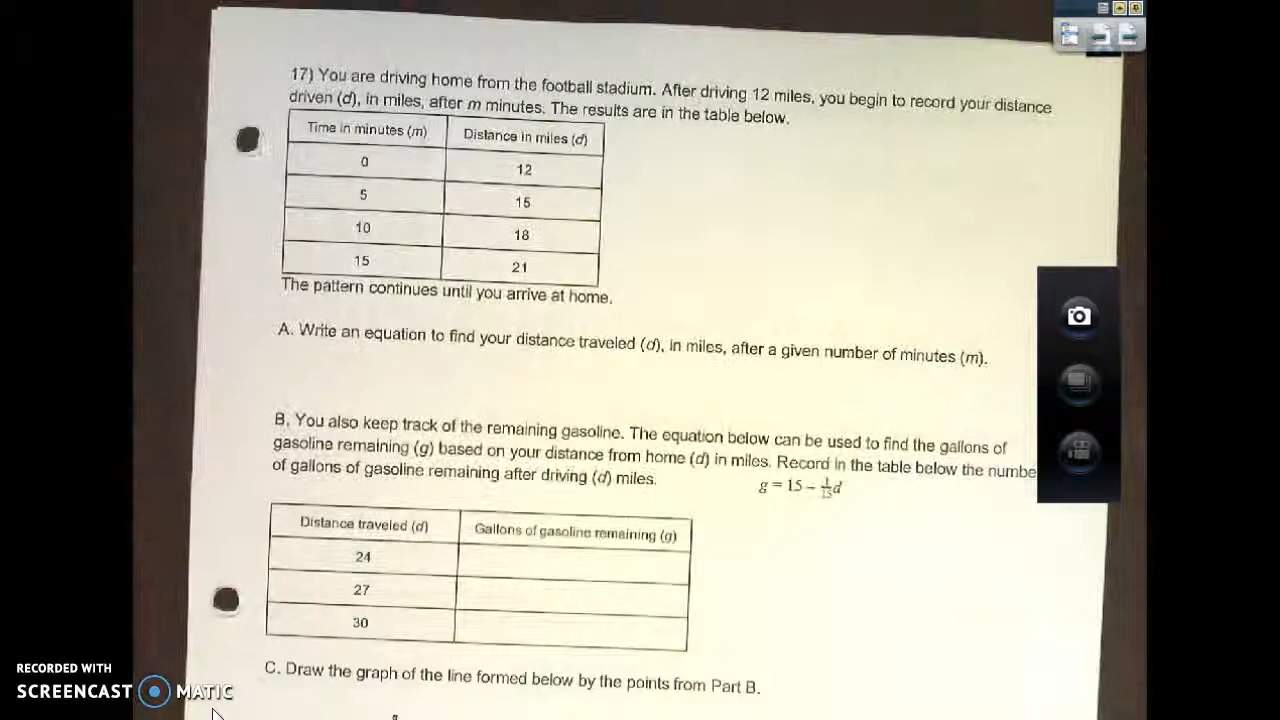 17) You are driving home from the football stadium. After driving 12 miles, you begin to record your distance
driven (d), in miles, after m minutes. The results are in the table below.
Time in minutes (m) Distance in miles (d)
0 12
5 15
10 18
15 21
The pattern continues until you arrive at home.
A. Write an equation to find your distance traveled (d), in miles, after a given number of minutes (m).
B. You also keep track of the remaining gasoline. The equation below can be used to find the gallons of
gasoline remaining (g) based on your distance from home (d) in miles. Record in the table below the numbe
of gallons of gasoline remaining after driving (d) miles.
g = 15 - 1/15 d
Distance traveled (d) Gallons of gasoline remaining (g)
24
27
30
C. Draw the graph of the line formed below by the points from Part B.
RECORDED WITH
SCREENCAST MATIC